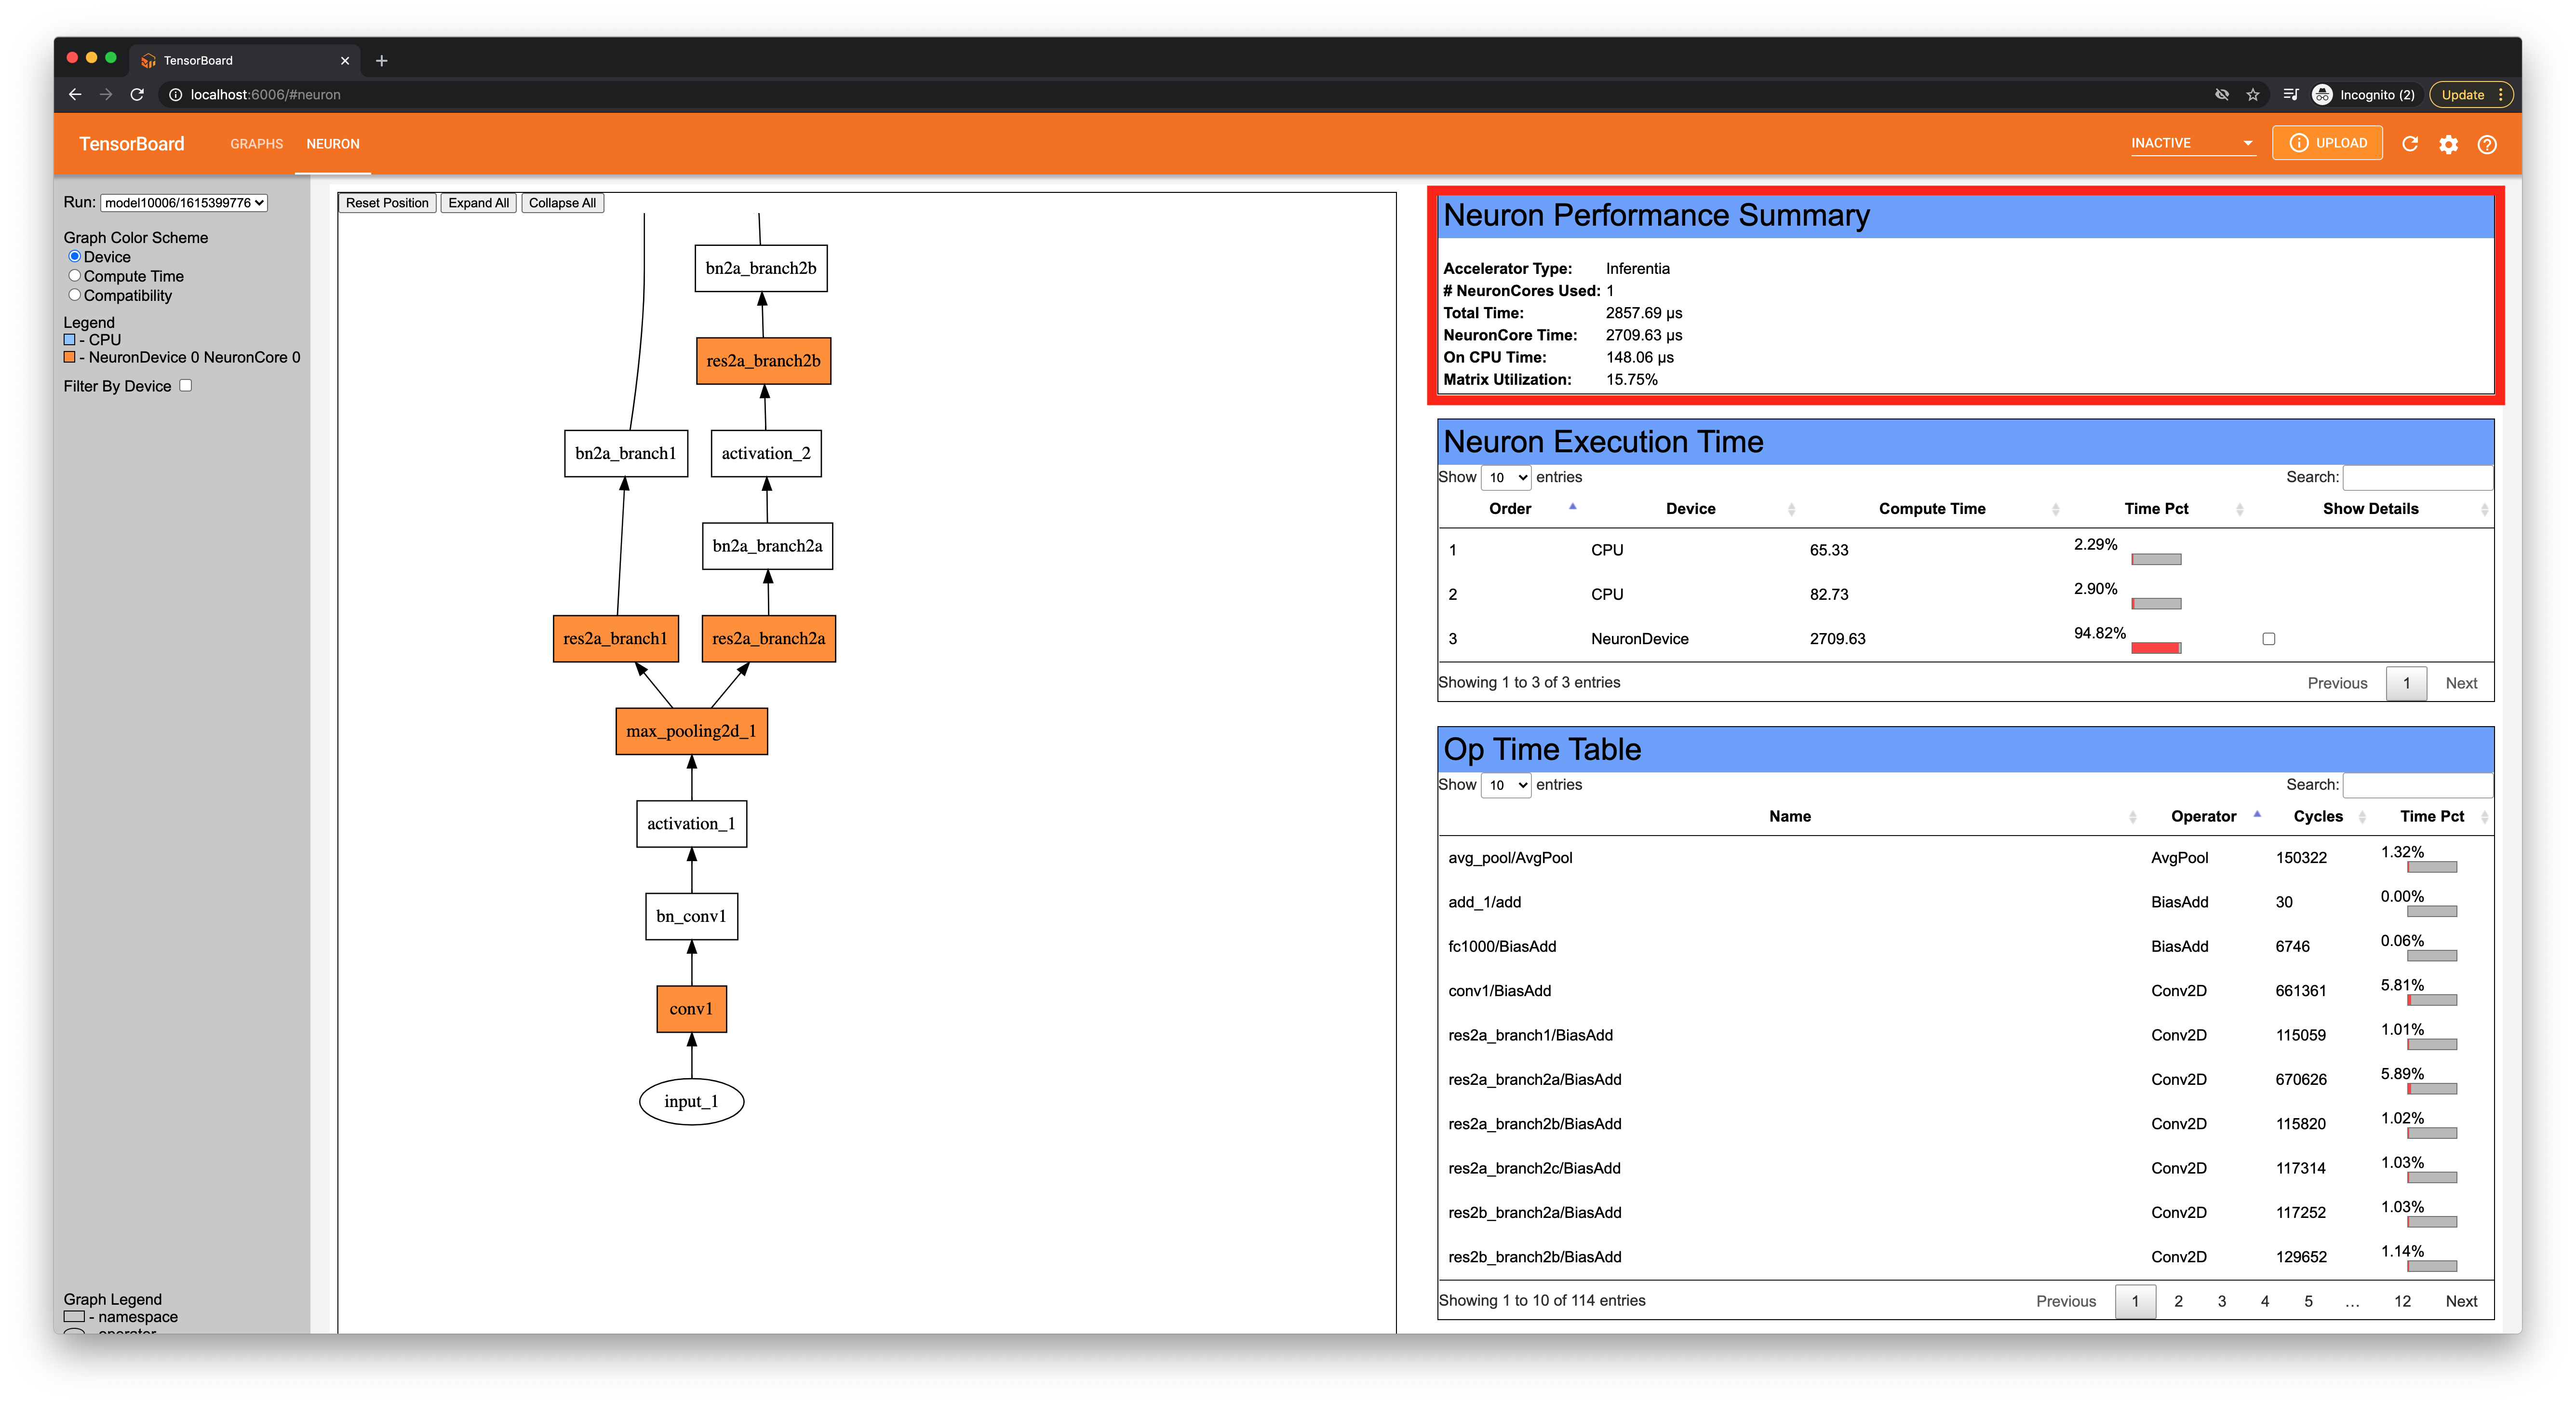 TensorBoard
localhost:6006/#neuron
Incognito (2)
Update
TensorBoard
GRAPHS
NEURON
INACTIVE
UPLOAD
Run: model10006/1615399776
Graph Color Scheme
Device
Compute Time
Compatibility
Legend
- CPU
- NeuronDevice 0 NeuronCore 0
Filter By Device
Graph Legend
- namespace
- operator
Reset Position Expand All Collapse All
bn2a_branch2b
res2a_branch2b
bn2a_branch1 activation_2
bn2a_branch2a
res2a_branch1 res2a_branch2a
max_pooling2d_1
activation_1
bn_conv1
conv1
input_1
Neuron Performance Summary
Accelerator Type: Inferentia
# NeuronCores Used: 1
Total Time: 2857.69 µs
NeuronCore Time: 2709.63 µs
On CPU Time: 148.06 µs
Matrix Utilization: 15.75%
Neuron Execution Time
Show 10 entries Search:
Order Device Compute Time Time Pct Show Details
1 CPU 65.33 2.29%
2 CPU 82.73 2.90%
3 NeuronDevice 2709.63 94.82%
Showing 1 to 3 of 3 entries Previous 1 Next
Op Time Table
Show 10 entries Search:
Name Operator Cycles Time Pct
avg_pool/AvgPool AvgPool 150322 1.32%
add_1/add BiasAdd 30 0.00%
fc1000/BiasAdd BiasAdd 6746 0.06%
conv1/BiasAdd Conv2D 661361 5.81%
res2a_branch1/BiasAdd Conv2D 115059 1.01%
res2a_branch2a/BiasAdd Conv2D 670626 5.89%
res2a_branch2b/BiasAdd Conv2D 115820 1.02%
res2a_branch2c/BiasAdd Conv2D 117314 1.03%
res2b_branch2a/BiasAdd Conv2D 117252 1.03%
res2b_branch2b/BiasAdd Conv2D 129652 1.14%
Showing 1 to 10 of 114 entries Previous 1 2 3 4 5 … 12 Next